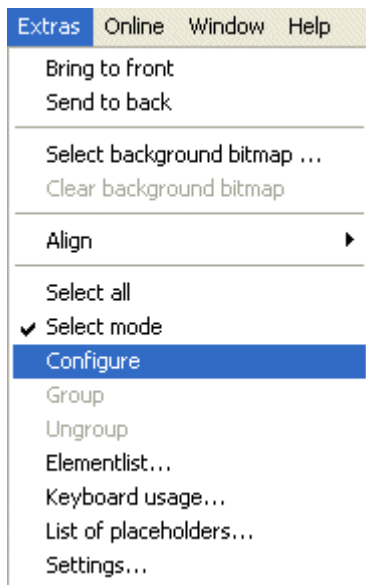 Extras Online Window Help
Bring to front
Send to back
Select background bitmap ...
Clear background bitmap
Align
Select all
Select mode
Configure
Group
Ungroup
Elementlist...
Keyboard usage...
List of placeholders...
Settings...